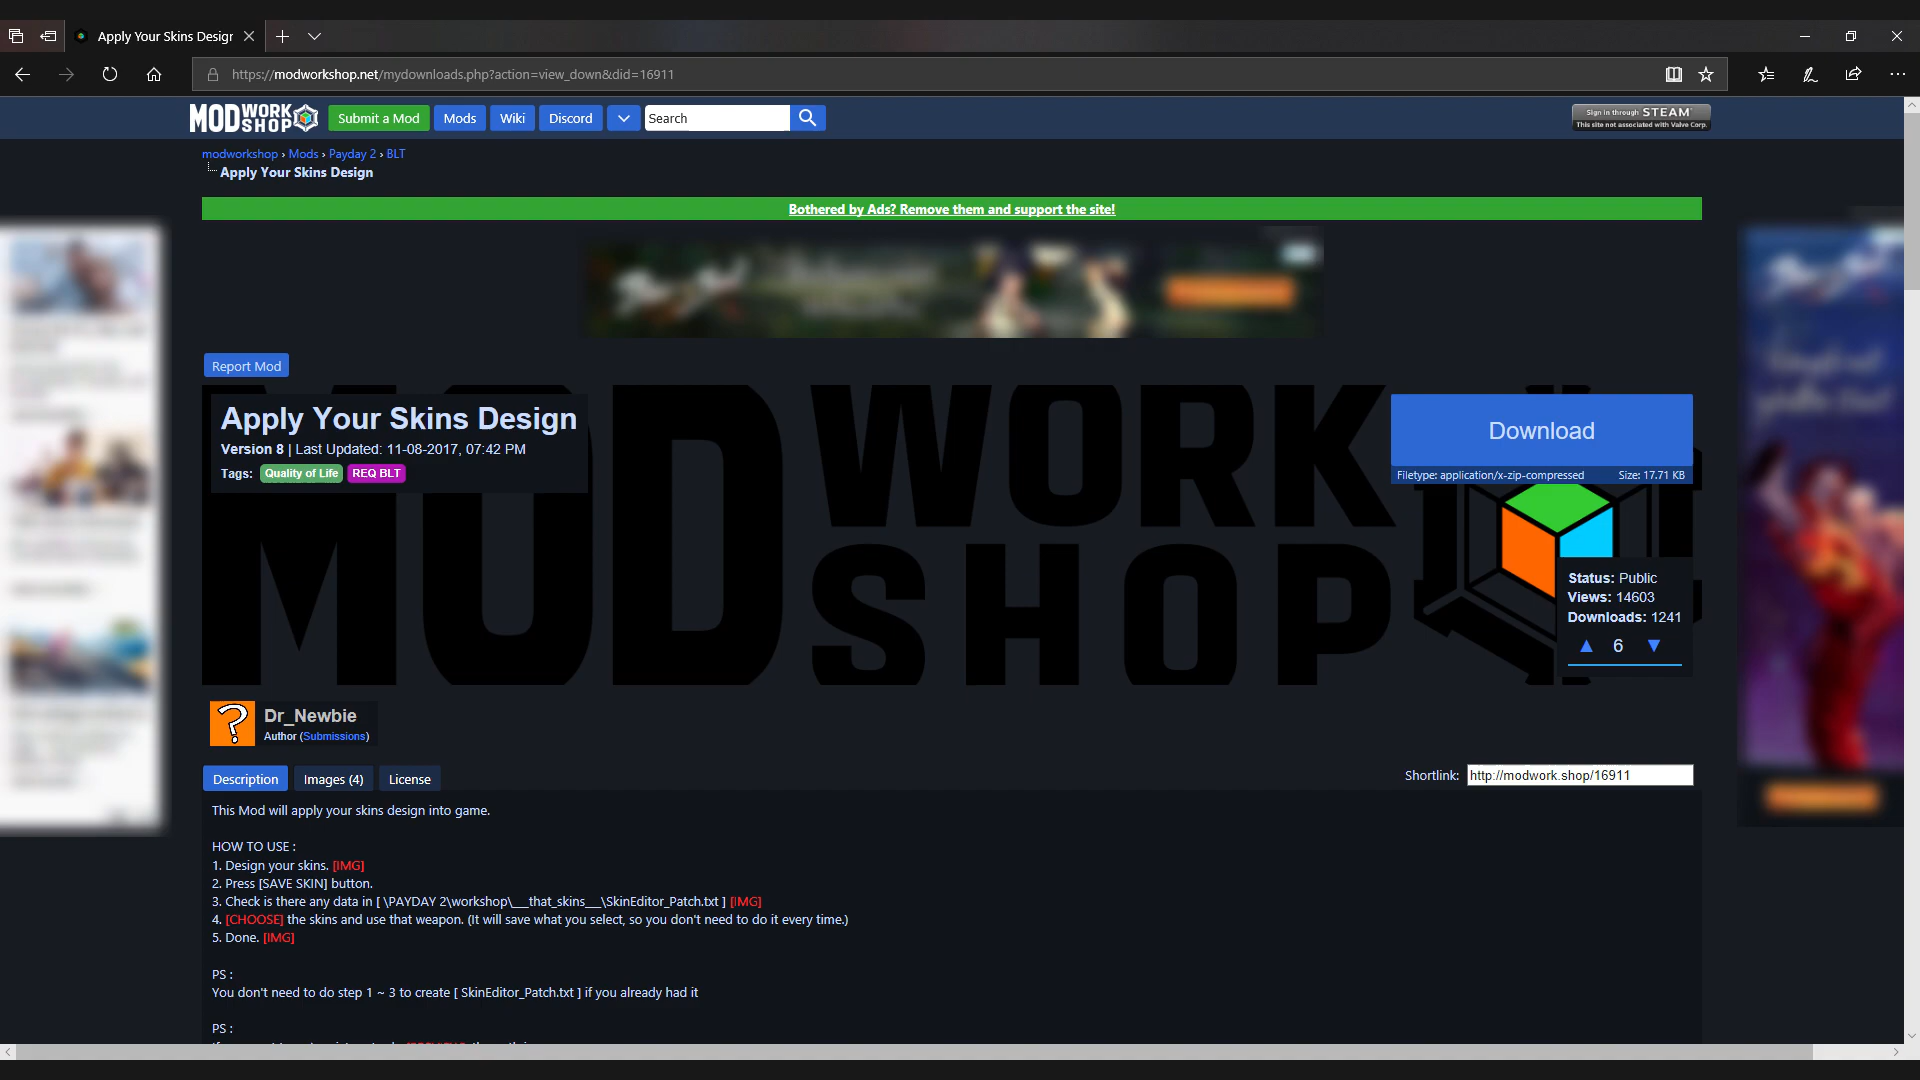 Apply Your Skins Design
https://modworkshop.net/mydownloads.php?action=view_down&did=16911
MOD WORK SHOP
Submit a Mod
Mods
Wiki
Discord
Search
Sign in through STEAM
This site not associated with Valve Corp.
modworkshop › Mods › Payday 2 › BLT
Apply Your Skins Design
Bothered by Ads? Remove them and support the site!
Report Mod
MOD WORK SHOP
Apply Your Skins Design
Version 8 | Last Updated: 11-08-2017, 07:42 PM
Tags: Quality of Life REQ BLT
Download
Filetype: application/x-zip-compressed Size: 17.71 KB
Status: Public
Views: 14603
Downloads: 1241
6
Dr_Newbie
Author (Submissions)
Description
Images (4)
License
Shortlink: http://modwork.shop/16911
This Mod will apply your skins design into game.
HOW TO USE :
1. Design your skins. [IMG]
2. Press [SAVE SKIN] button.
3. Check is there any data in [ \PAYDAY 2\workshop\___that_skins___\SkinEditor_Patch.txt ] [IMG]
4. [CHOOSE] the skins and use that weapon. (It will save what you select, so you don't need to do it every time.)
5. Done. [IMG]
PS :
You don't need to do step 1 ~ 3 to create [ SkinEditor_Patch.txt ] if you already had it
PS :